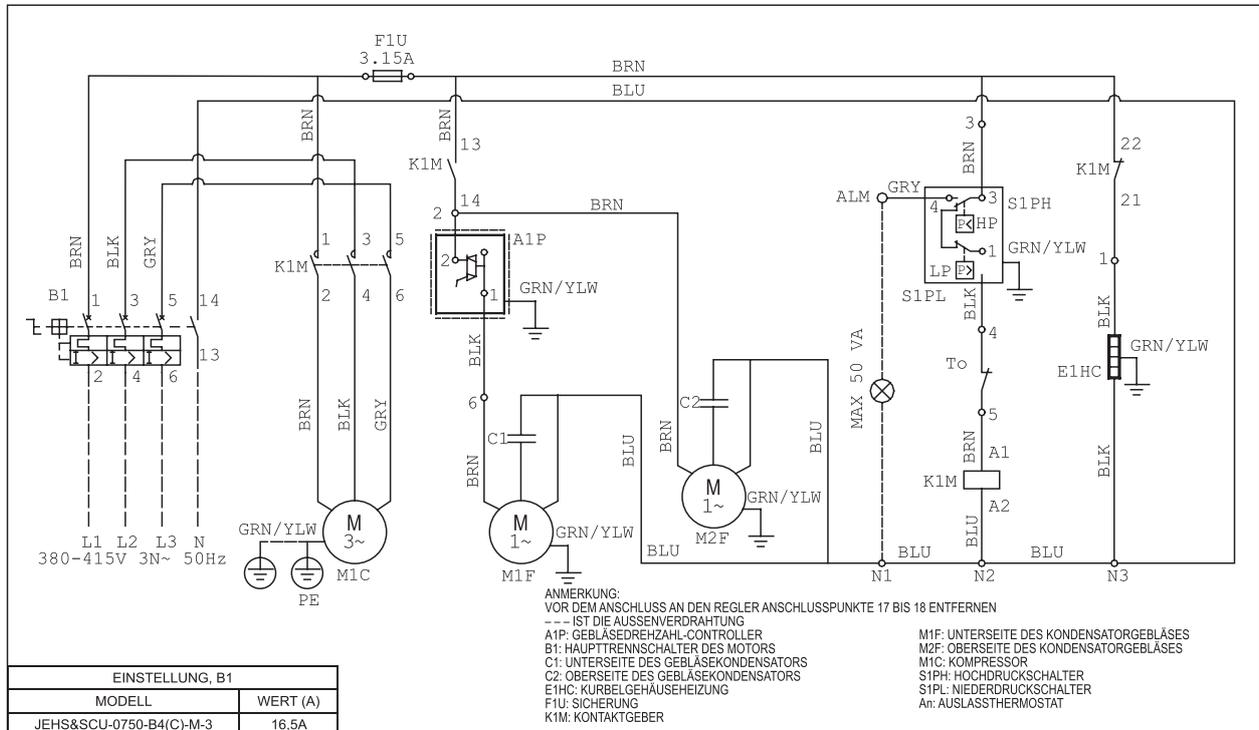 F1U
3.15A
BRN
BLU
BRN
BRN
13
K1M
14
2
BRN
3
BRN
ALM
GRY
4
3
S1PH
P<
HP
1
GRN/YLW
LP
P>
S1PL
22
K1M
21
1
BRN
BLK
GRY
B1
1
3
5
14
13
2
4
6
I>
I>
I>
1
3
5
K1M
2
4
6
2
A1P
1
GRN/YLW
BLK
6
BLK
4
To
5
BLK
GRN/YLW
E1HC
BRN
BLK
GRY
BRN
C1
BLU
BRN
C2
BLU
MAX 50 VA
BRN
A1
K1M
A2
BLU
BLK
L1
L2
L3
N
380-415V 3N~ 50Hz
GRN/YLW
PE
M
3~
M1C
M
1~
GRN/YLW
M1F
M
1~
GRN/YLW
M2F
BLU
BLU
BLU
N1
N2
N3
ANMERKUNG:
VOR DEM ANSCHLUSS AN DEN REGLER ANSCHLUSSPUNKTE 17 BIS 18 ENTFERNEN
--- IST DIE AUSSENVERDRAHTUNG
A1P: GEBLÄSEDREHZAHL-CONTROLLER
B1: HAUPTTRENNSCHALTER DES MOTORS
C1: UNTERSEITE DES GEBLÄSEKONDENSATORS
C2: OBERSEITE DES GEBLÄSEKONDENSATORS
E1HC: KURBELGEHÄUSEHEIZUNG
F1U: SICHERUNG
K1M: KONTAKTGEBER
M1F: UNTERSEITE DES KONDENSATORGEBLÄSES
M2F: OBERSEITE DES KONDENSATORGEBLÄSES
M1C: KOMPRESSOR
S1PH: HOCHDRUCKSCHALTER
S1PL: NIEDERDRUCKSCHALTER
An: AUSLASSTHERMOSTAT
EINSTELLUNG, B1
MODELL WERT (A)
JEHS&SCU-0750-B4(C)-M-3 16,5A